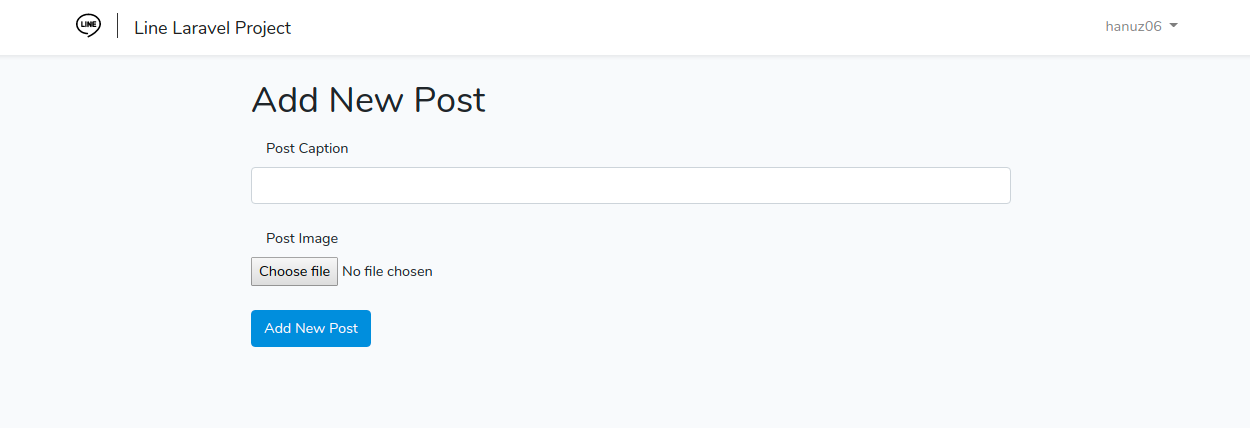 LINE
Line Laravel Project
hanuz06
Add New Post
Post Caption
Post Image
Choose file No file chosen
Add New Post